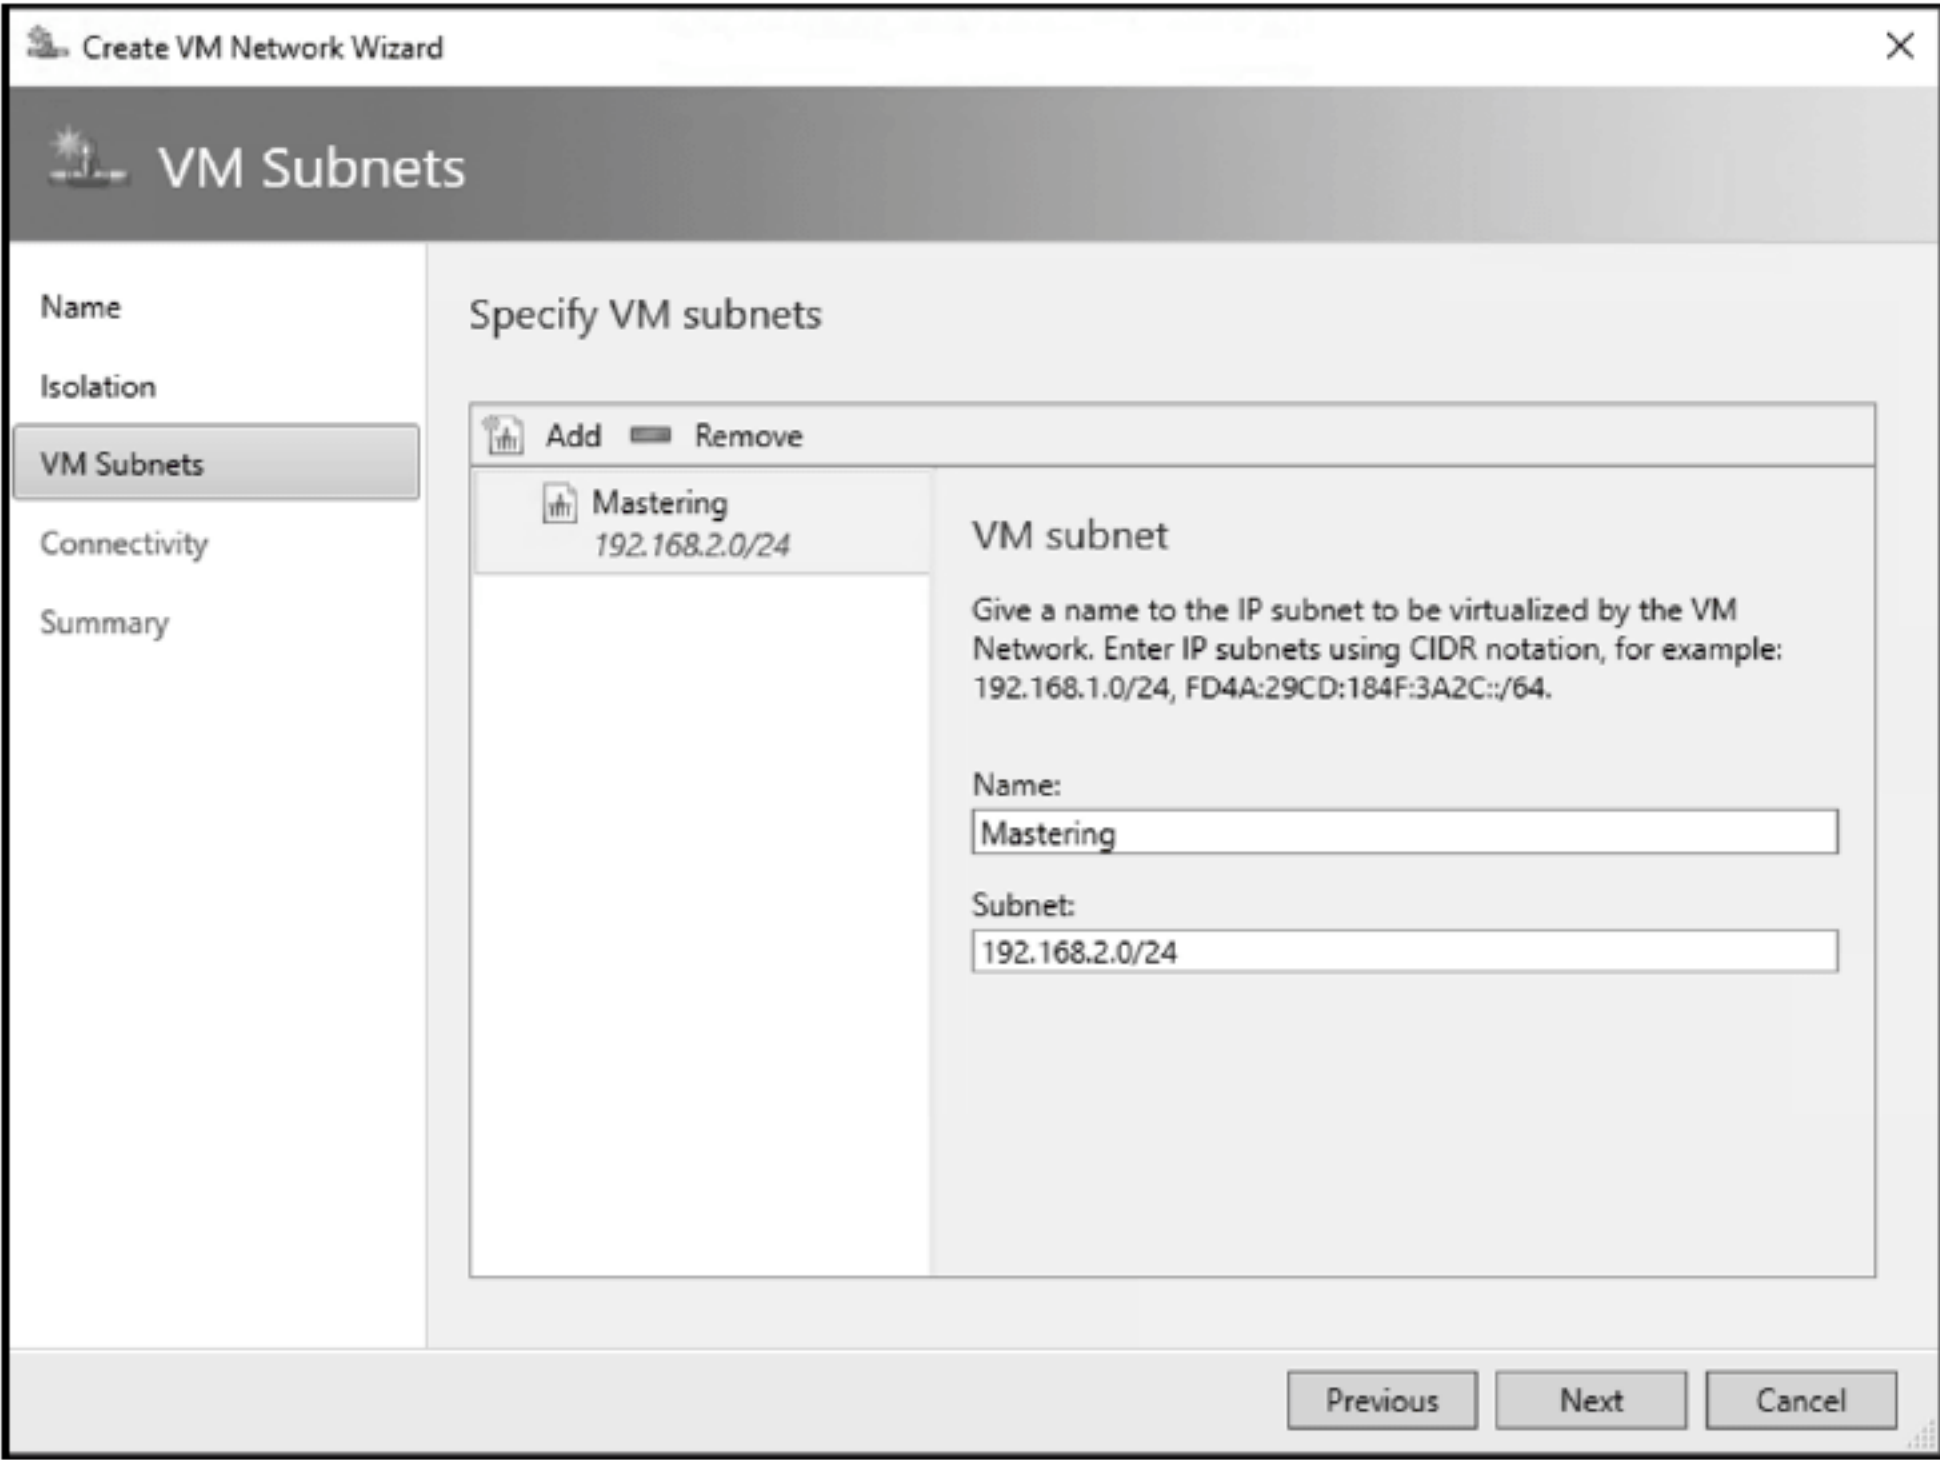 Create VM Network Wizard
VM Subnets
Name
Isolation
VM Subnets
Connectivity
Summary
Specify VM subnets
Add Remove
Mastering
192.168.2.0/24
VM subnet
Give a name to the IP subnet to be virtualized by the VM
Network. Enter IP subnets using CIDR notation, for example:
192.168.1.0/24, FD4A:29CD:184F:3A2C::/64.
Name:
Mastering
Subnet:
192.168.2.0/24
Previous Next Cancel